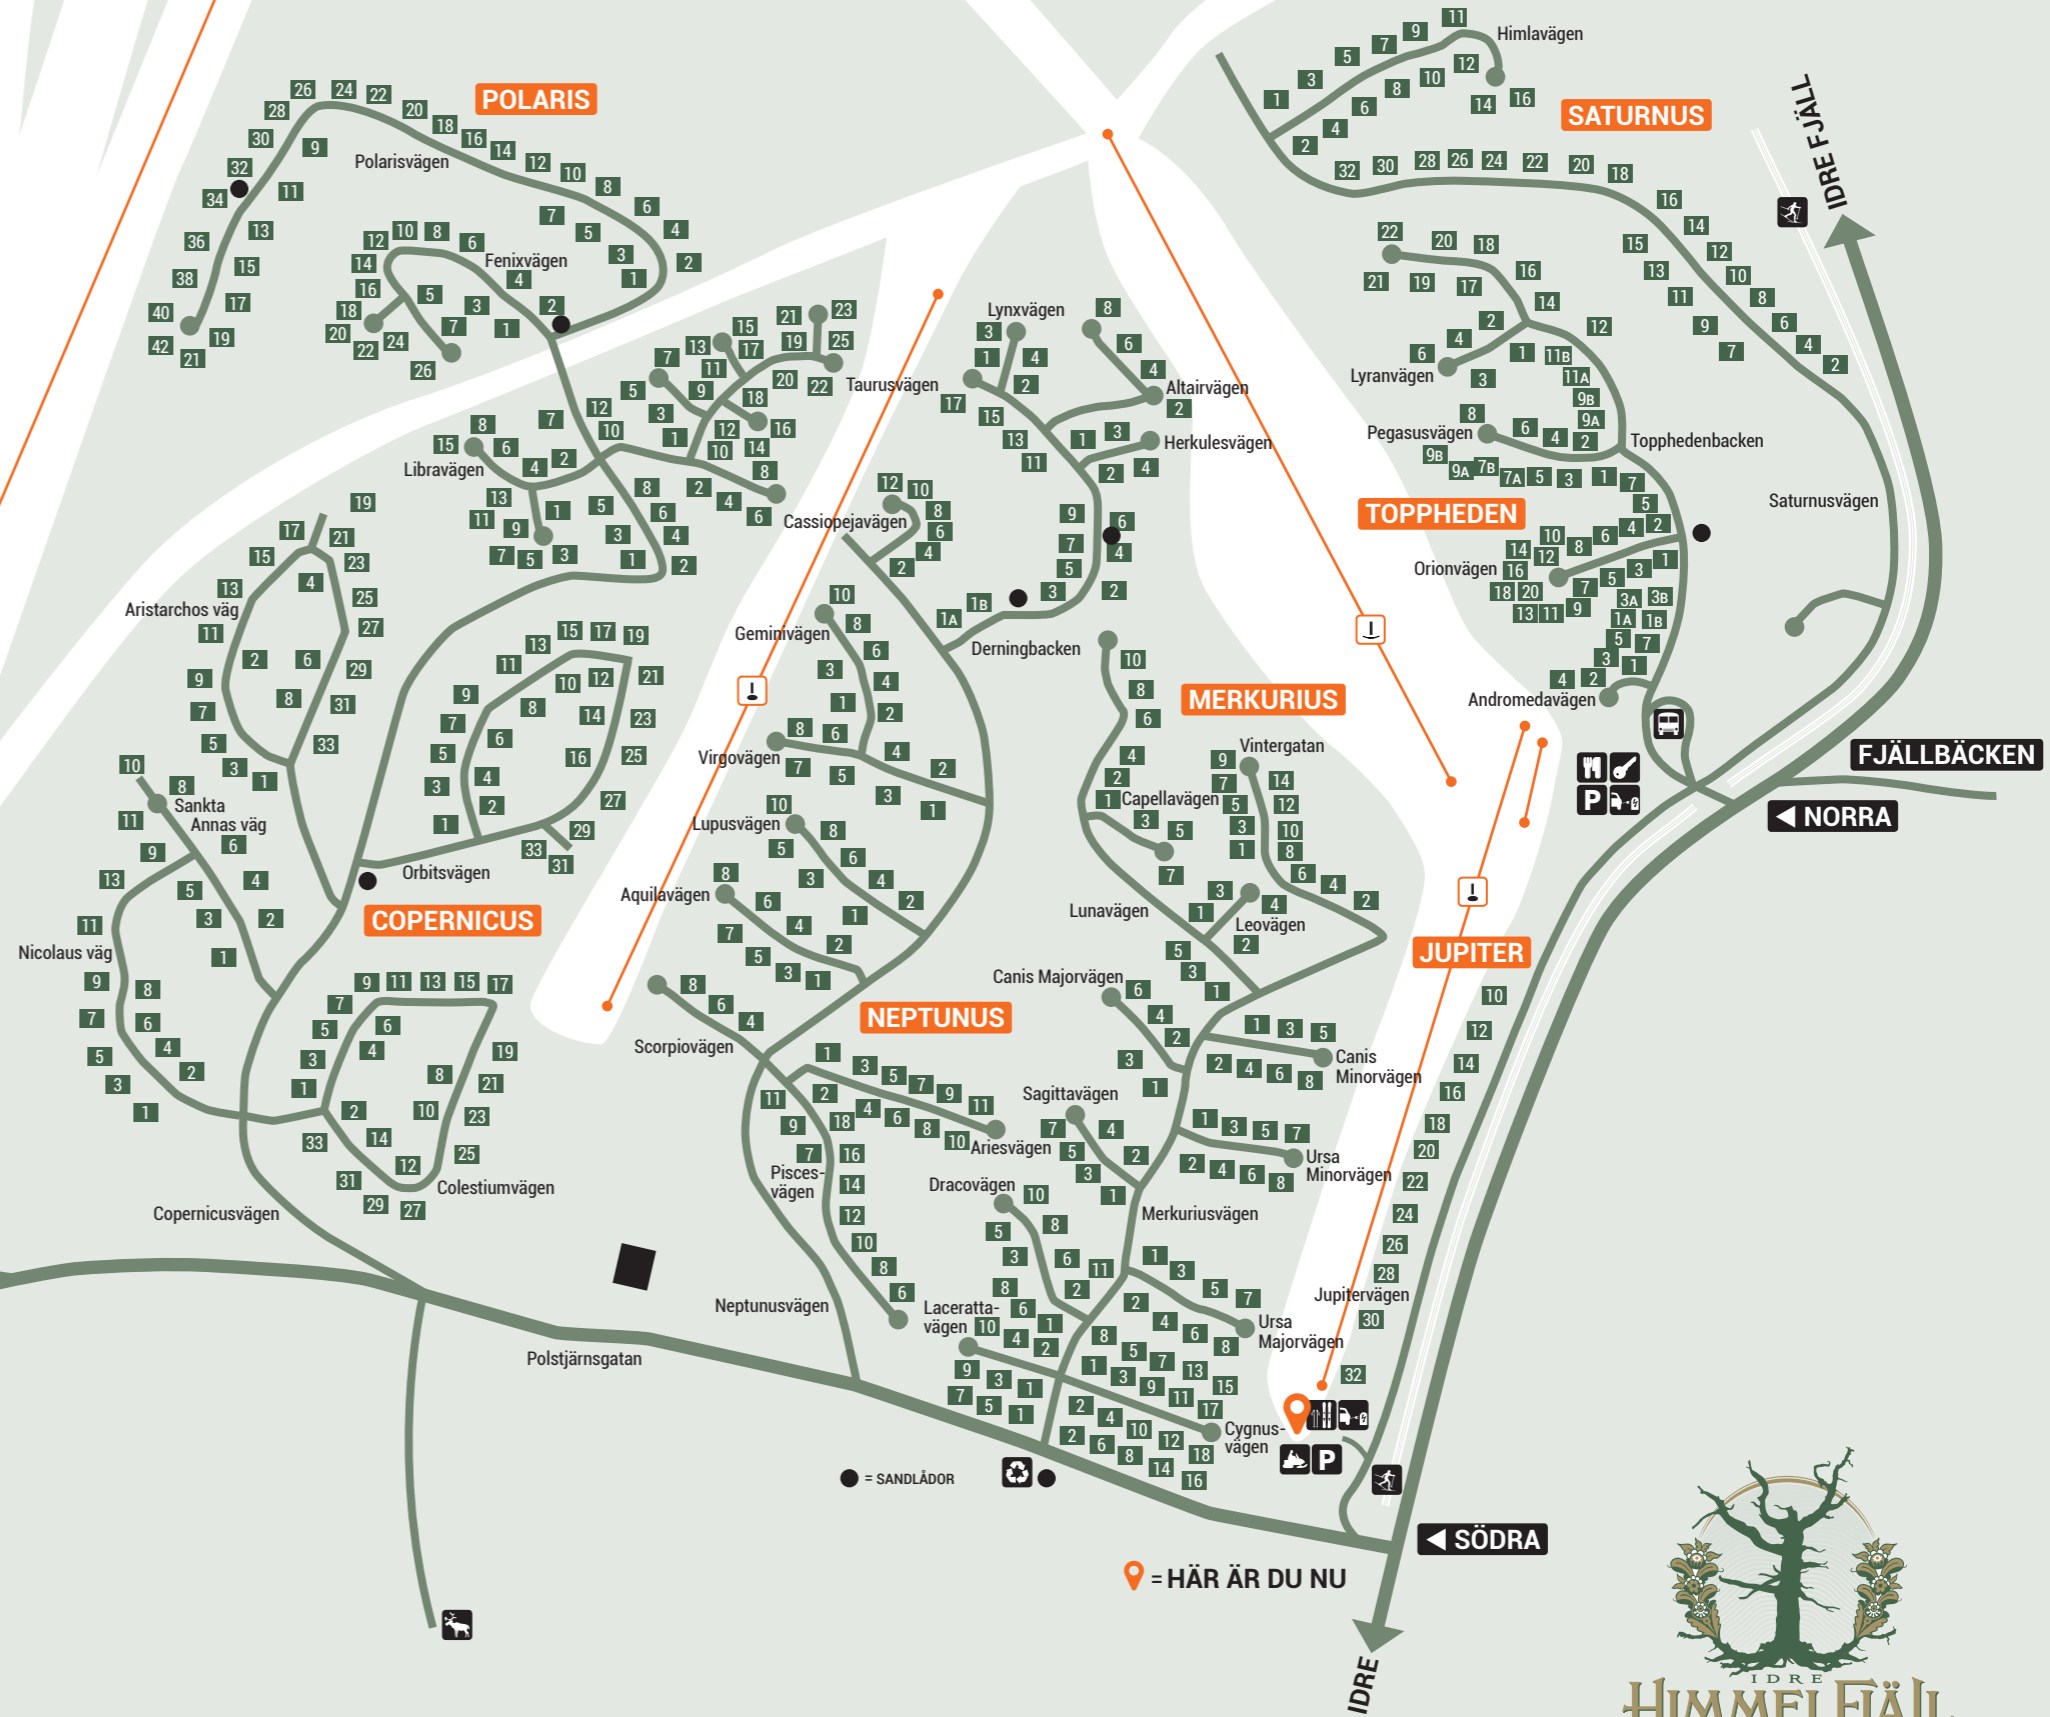 POLARIS
Polarisvägen
Fenixvägen
Himlavägen
SATURNUS
IDRE FJÄLL
Saturnusvägen
Lynxvägen
Taurusvägen
Altairvägen
Herkulesvägen
Libravägen
Cassiopejavägen
Lyranvägen
Pegasusvägen
Topphedenbacken
TOPPHEDEN
Orionvägen
Andromedavägen
Aristarchos väg
Geminivägen
Derningbacken
MERKURIUS
Virgovägen
Vintergatan
FJÄLLBÄCKEN
NORRA
Sankta
Annas väg
Capellavägen
Lupusvägen
Orbitsvägen
Aquilavägen
COPERNICUS
Lunavägen
Leovägen
JUPITER
Nicolaus väg
Canis Majorvägen
NEPTUNUS
Scorpiovägen
Canis
Minorvägen
Sagittavägen
Ariesvägen
Pisces-
vägen
Ursa
Minorvägen
Dracovägen
Colestiumvägen
Copernicusvägen
Merkuriusvägen
Jupitervägen
Neptunusvägen
Laceratta-
vägen
Ursa
Majorvägen
Polstjärnsgatan
Cygnus-
vägen
= SANDLÅDOR
P
P
SÖDRA
= HÄR ÄR DU NU
IDRE
IDRE
HIMMELFJÄLL